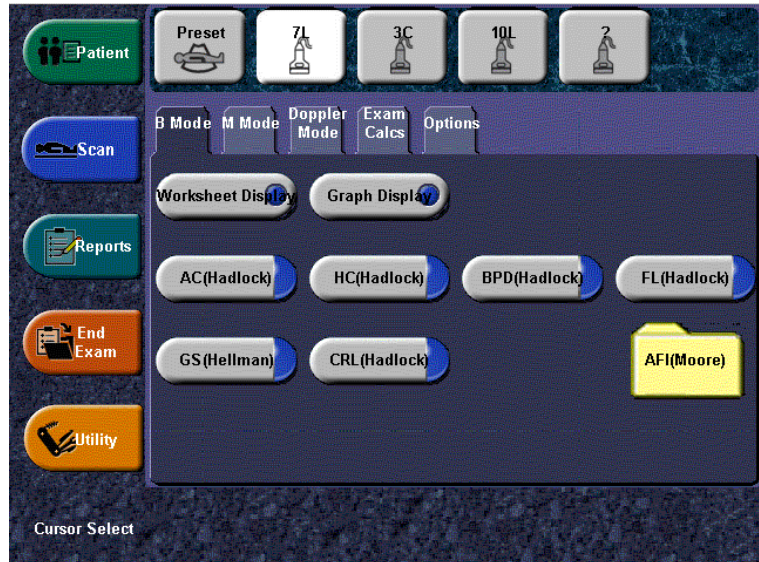 Patient
Preset
7L
3C
10L
?
Scan
B Mode
M Mode
Doppler
Mode
Exam
Calcs
Options
Worksheet Display
Graph Display
Reports
AC(Hadlock)
HC(Hadlock)
BPD(Hadlock)
FL(Hadlock)
End
Exam
GS(Hellman)
CRL(Hadlock)
AFI(Moore)
Utility
Cursor Select